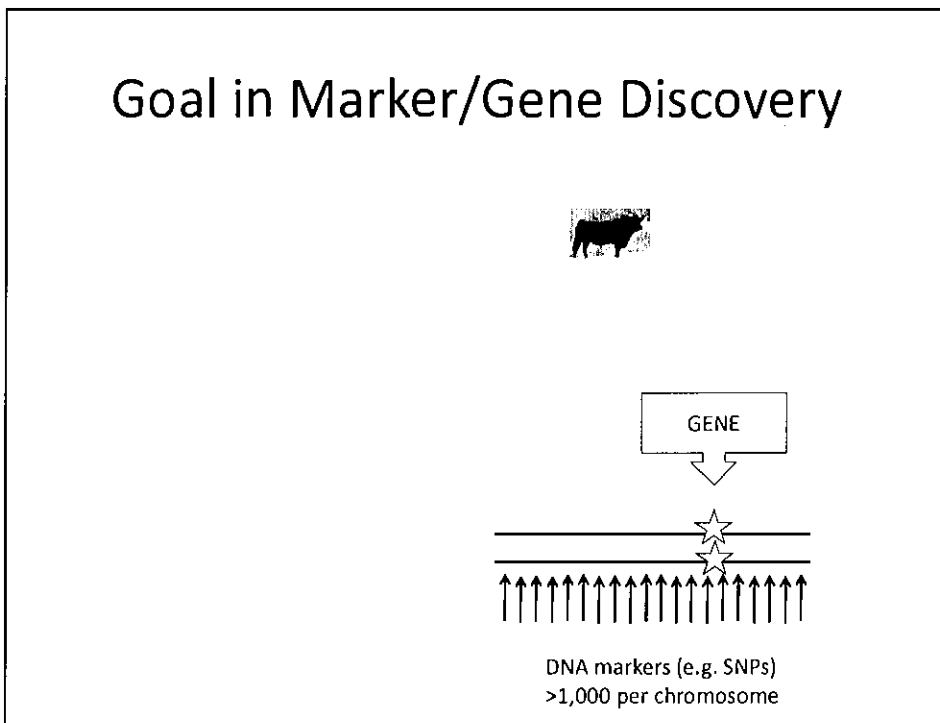 Goal in Marker/Gene Discovery
GENE
DNA markers (e.g. SNPs)
>1,000 per chromosome